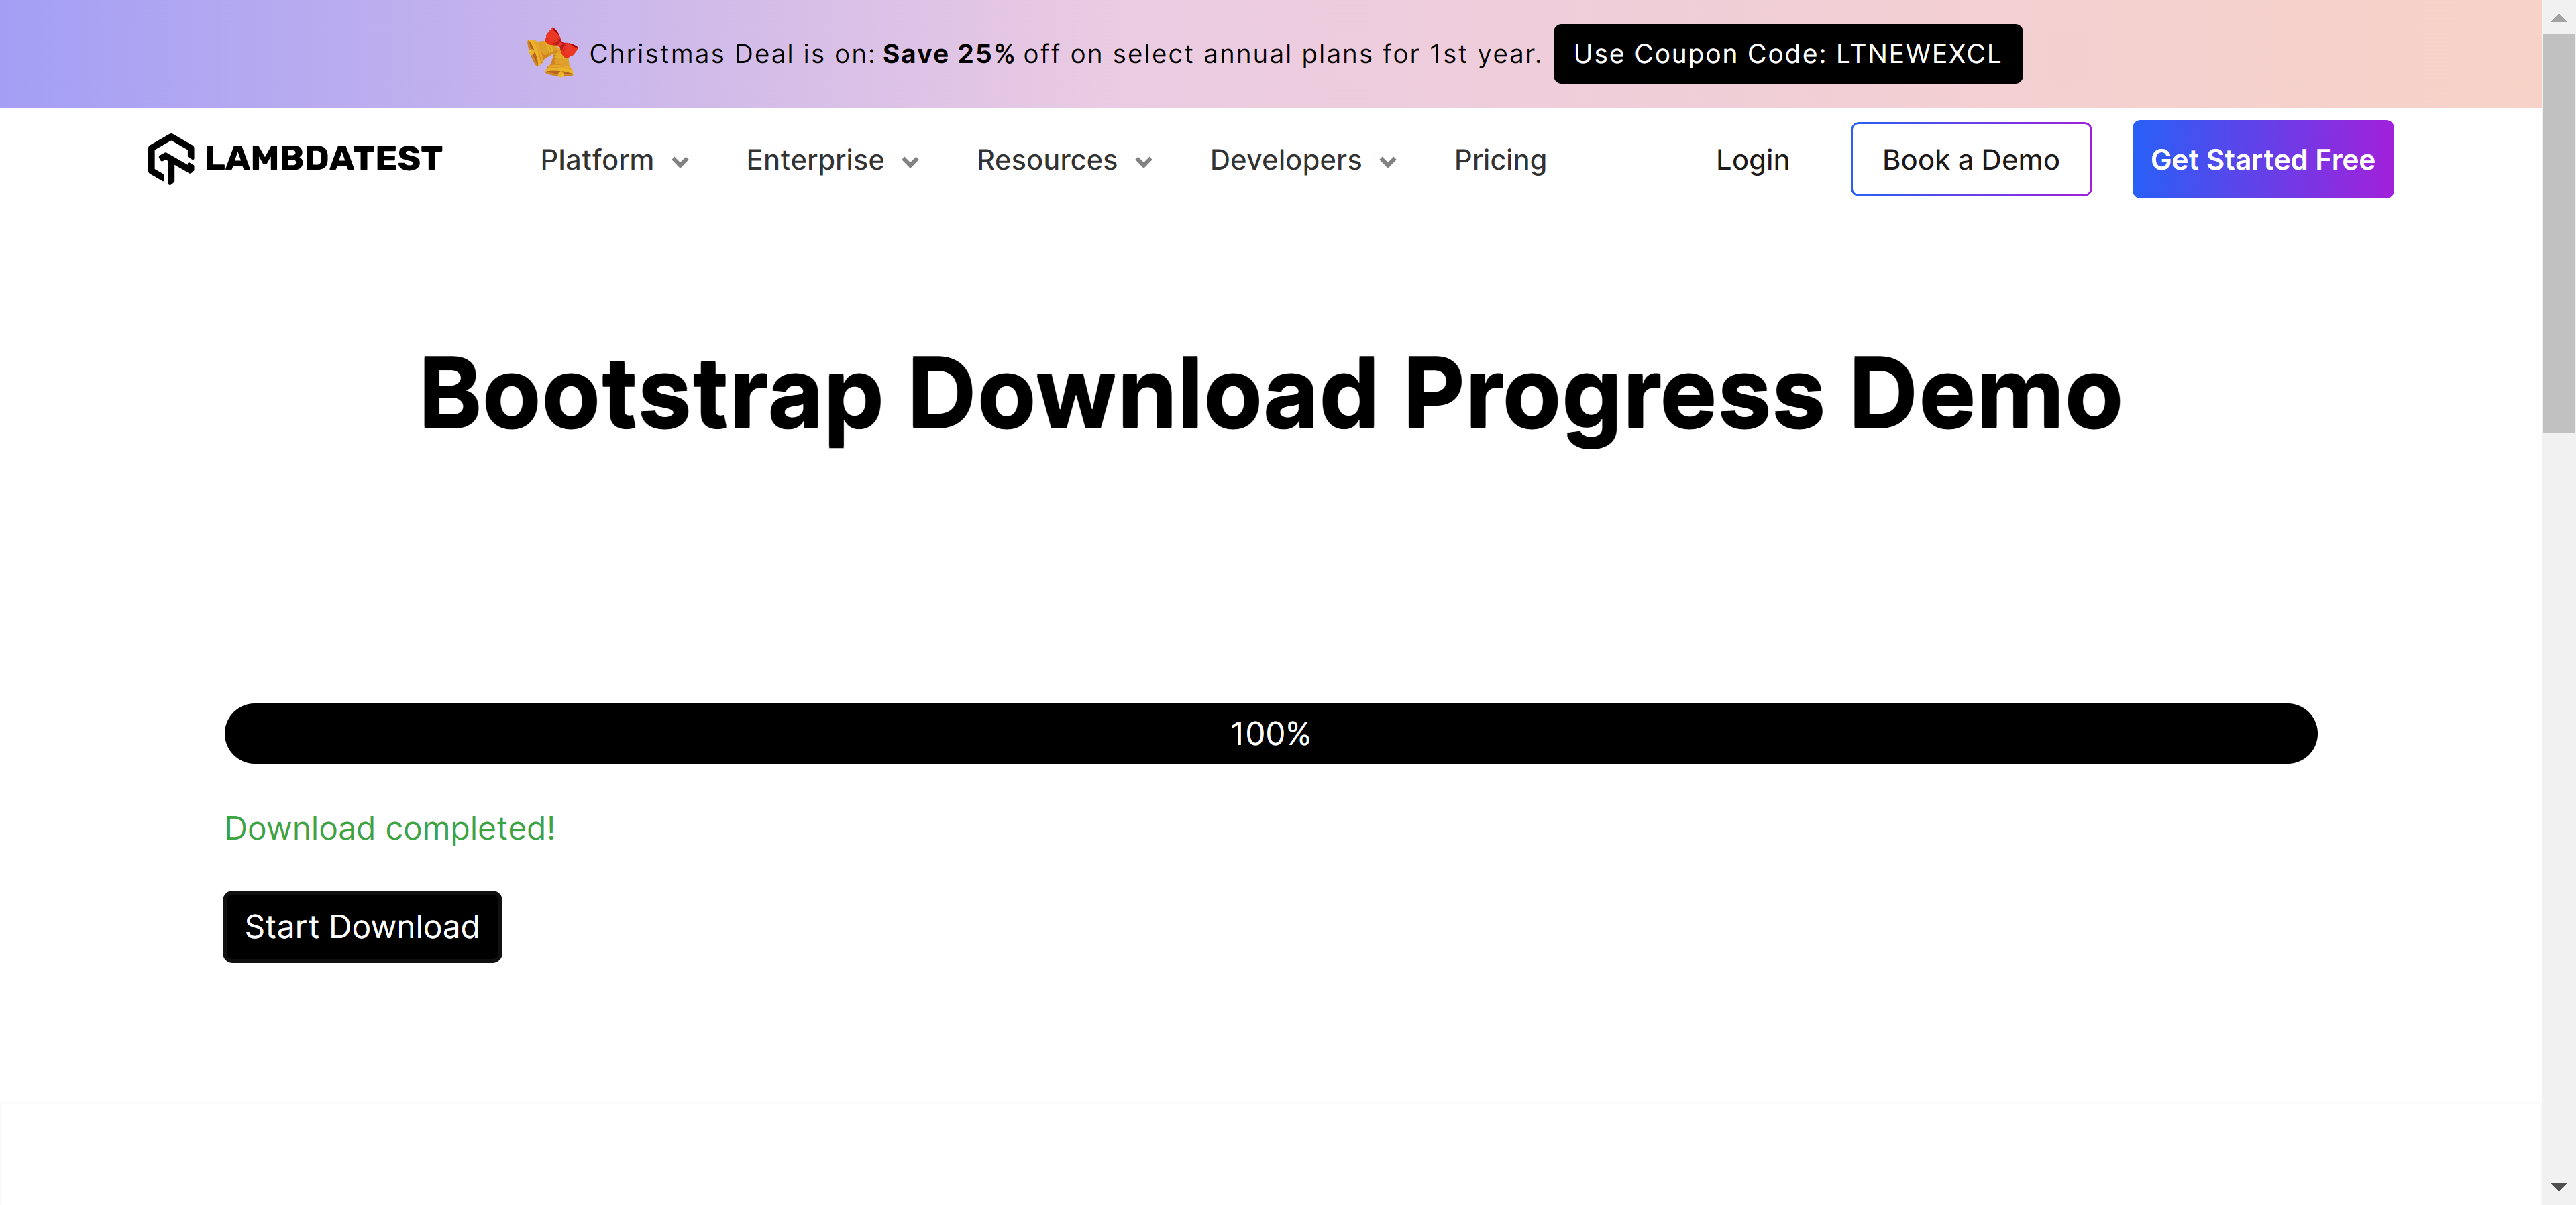 Christmas Deal is on: Save 25% off on select annual plans for 1st year. Use Coupon Code: LTNEWEXCL
LAMBDATEST Platform Enterprise Resources Developers Pricing Login Book a Demo Get Started Free
Bootstrap Download Progress Demo
100%
Download completed!
Start Download